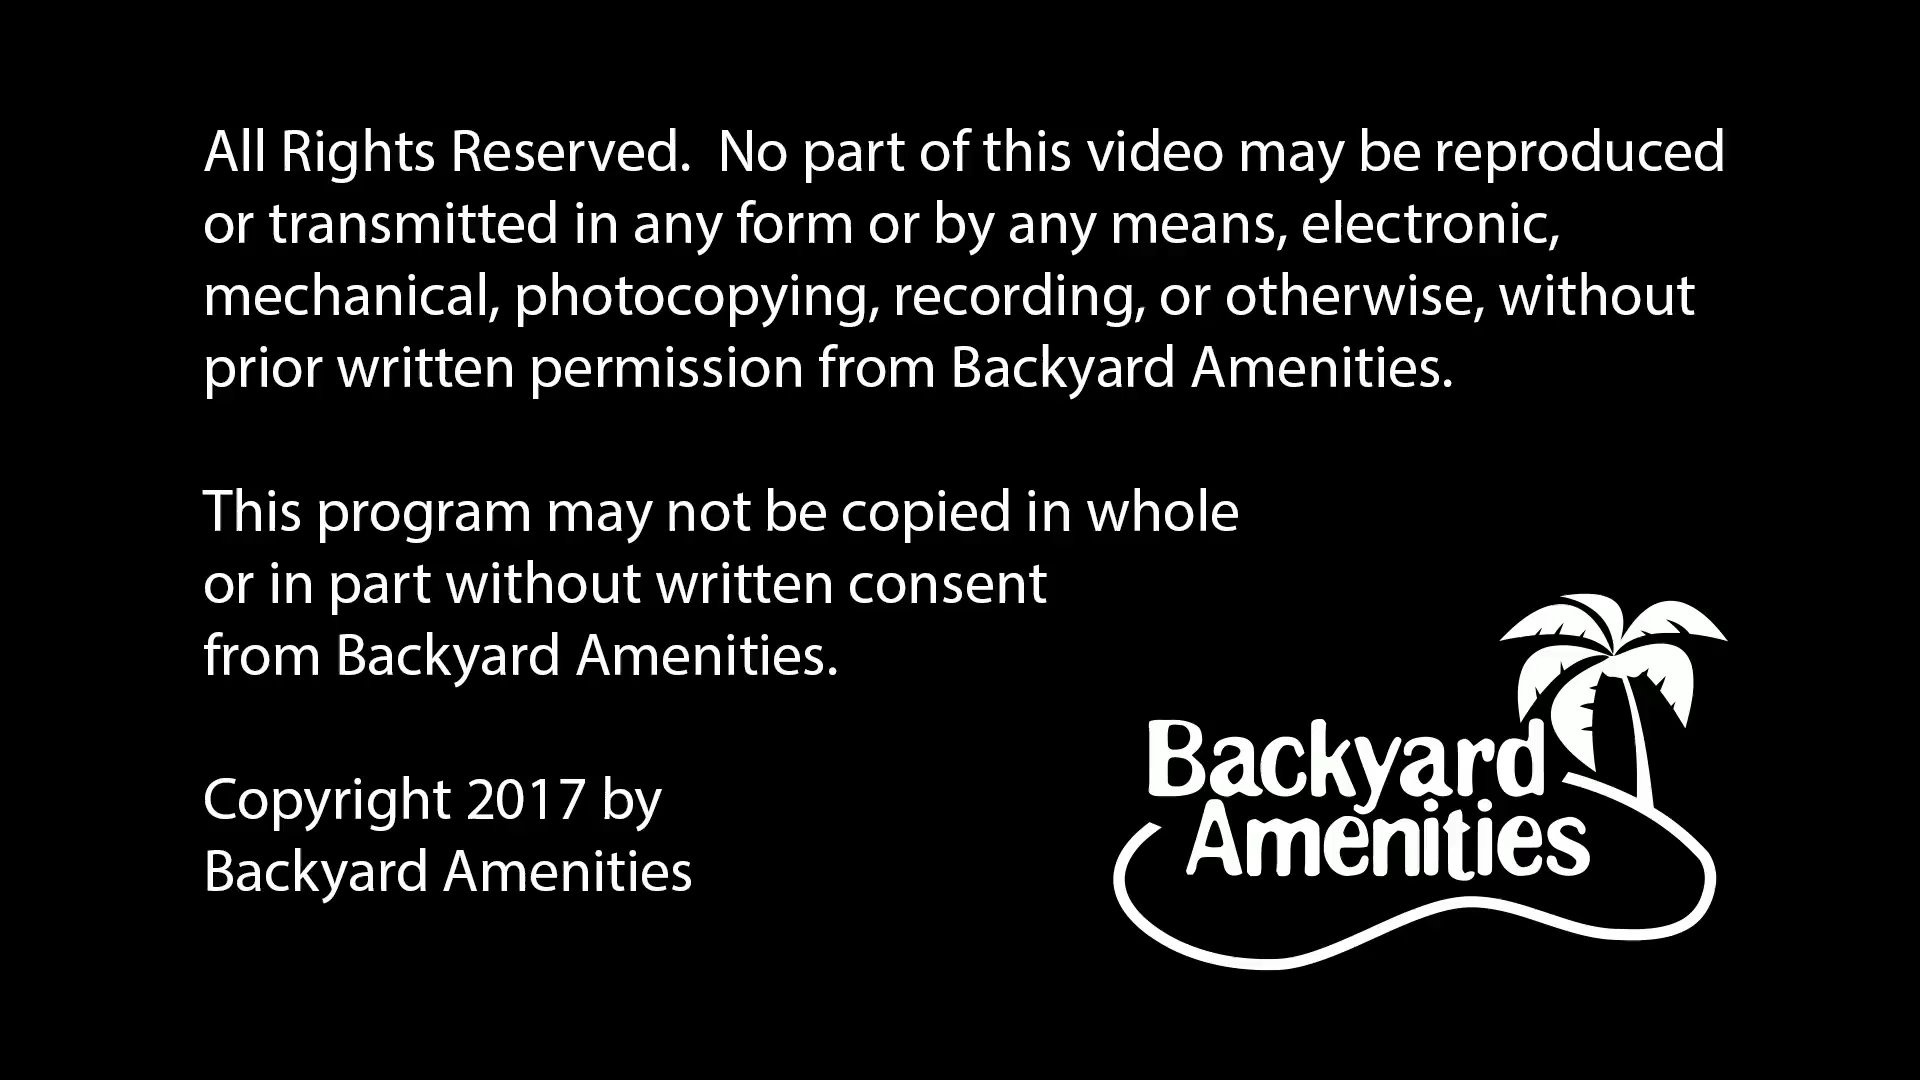 All Rights Reserved.  No part of this video may be reproduced
or transmitted in any form or by any means, electronic,
mechanical, photocopying, recording, or otherwise, without
prior written permission from Backyard Amenities.
This program may not be copied in whole
or in part without written consent
from Backyard Amenities.
Copyright 2017 by
Backyard Amenities
Backyard
Amenities